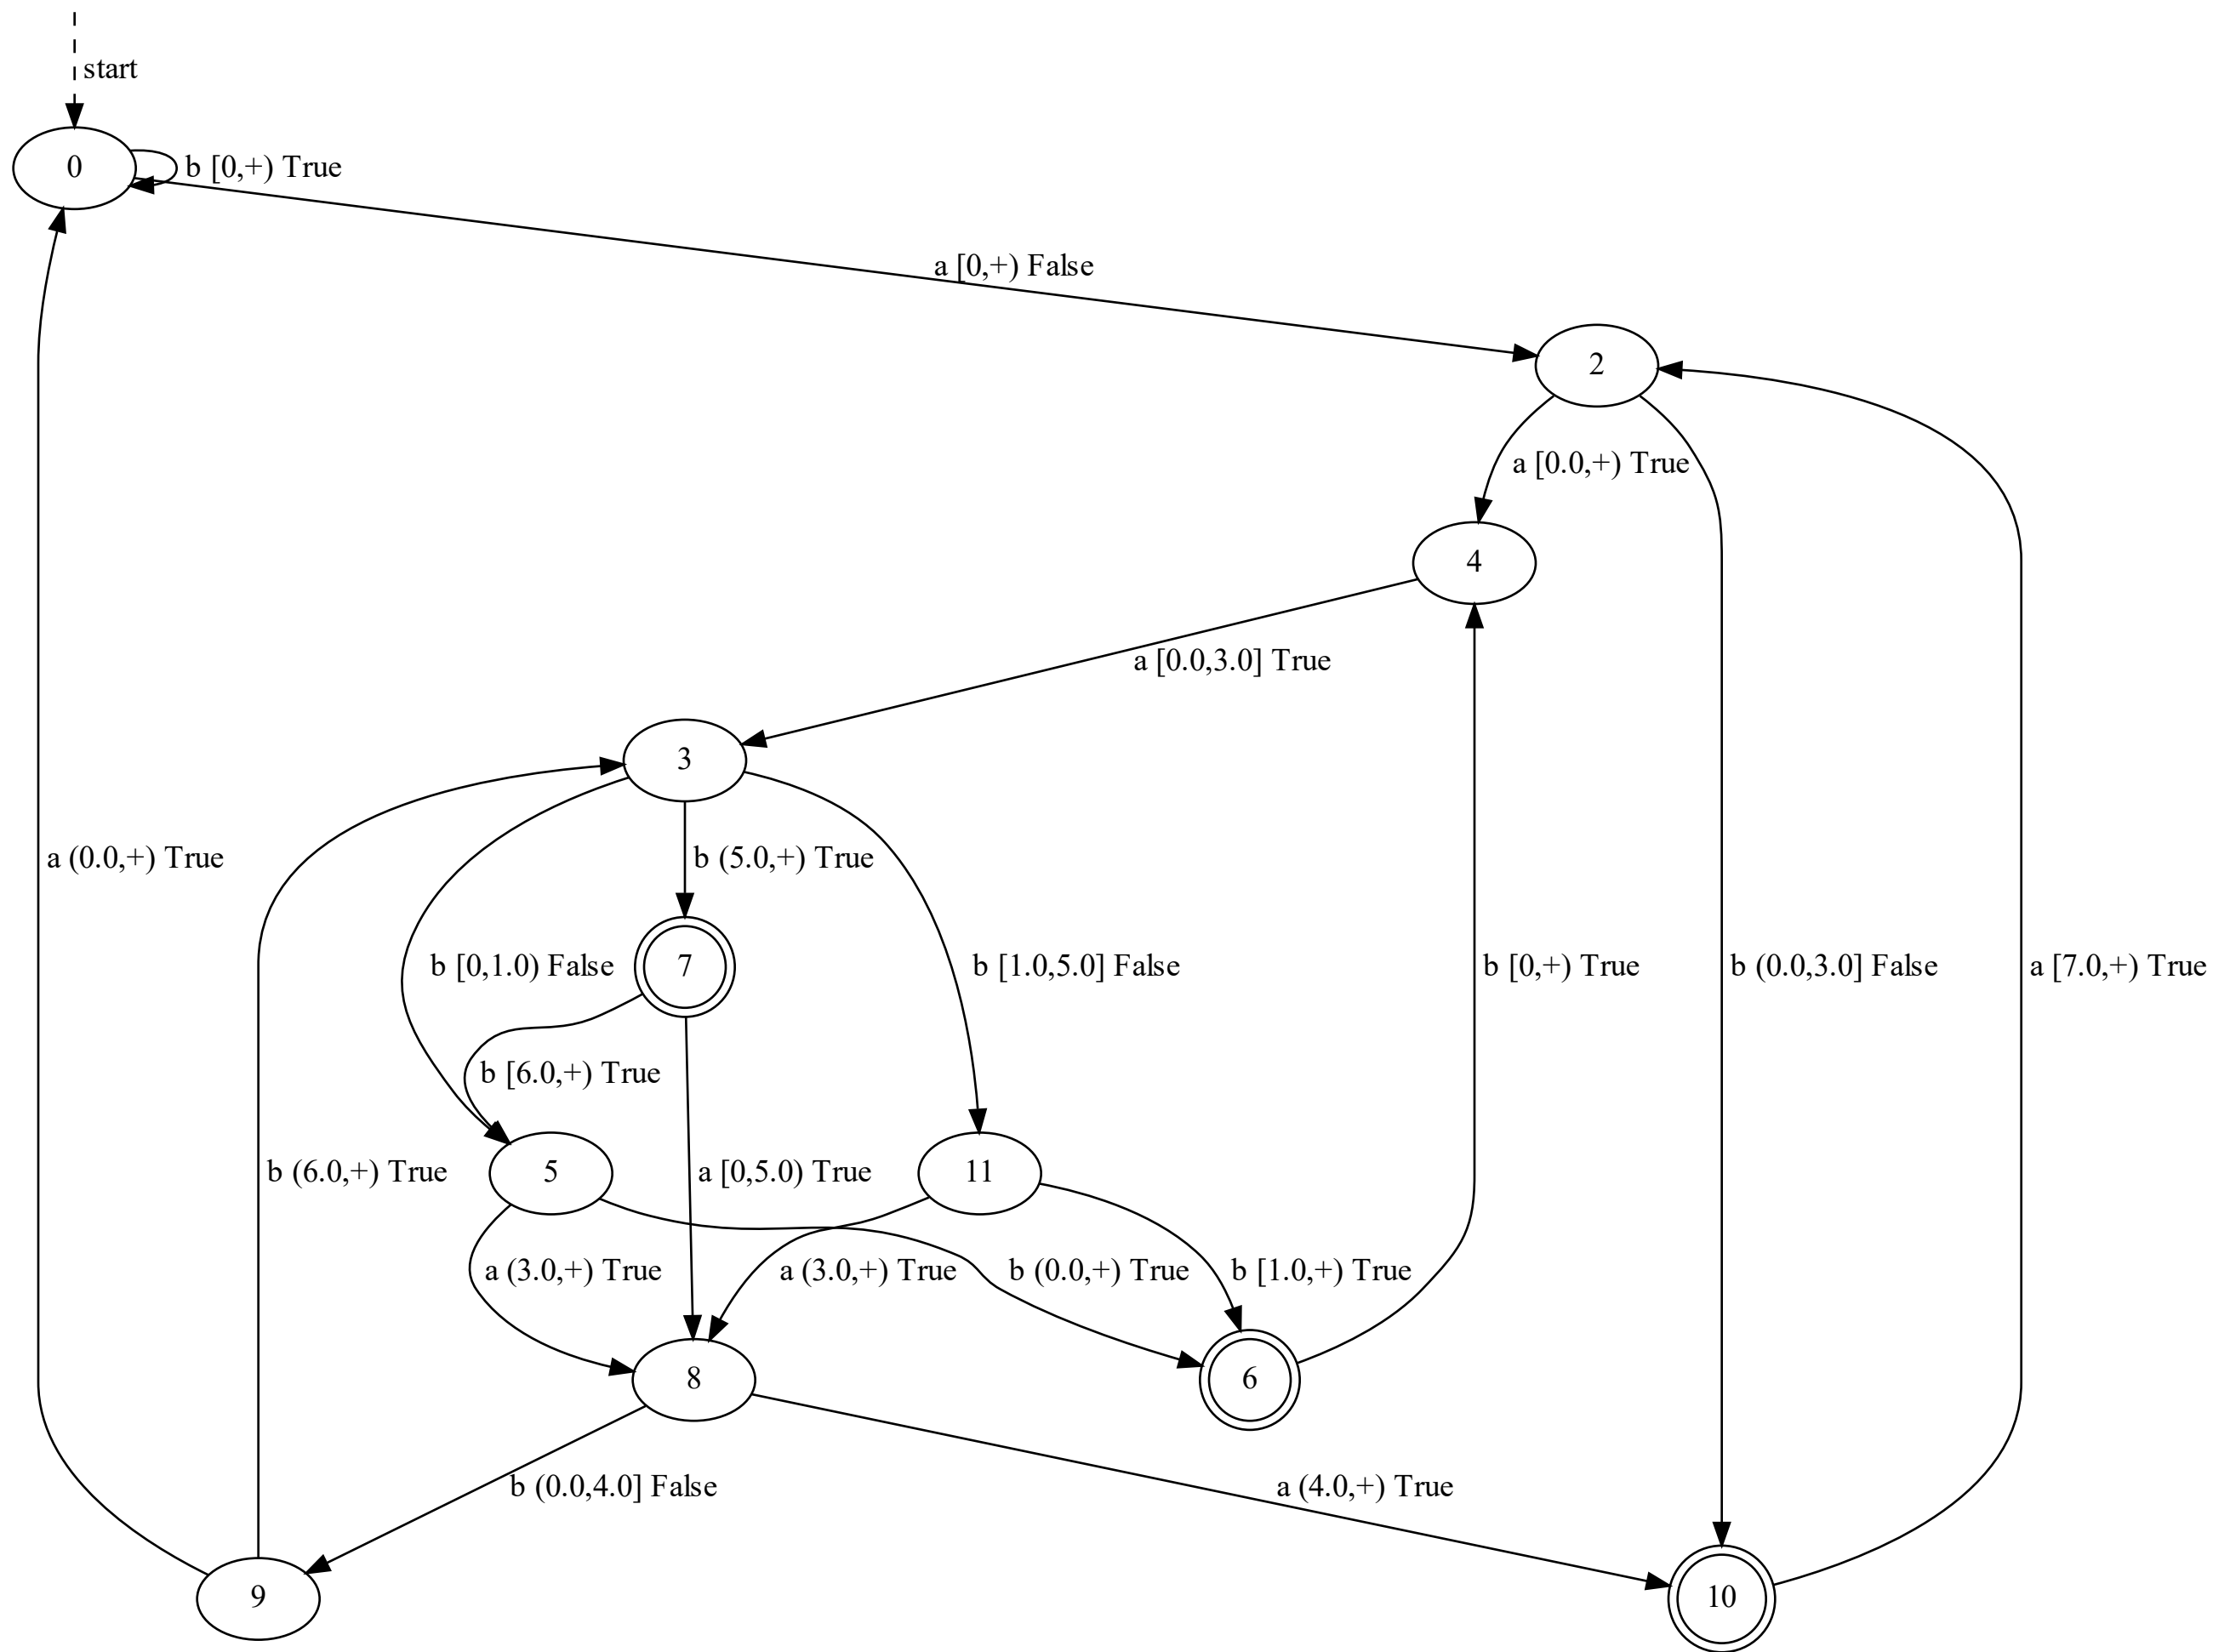 start
0
b [0,+) True
a [0,+) False
2
a [0.0,+) True
4
a [0.0,3.0] True
3
a (0.0,+) True
b (5.0,+) True
b [0,1.0) False
7
b [1.0,5.0] False
b [0,+) True
b (0.0,3.0] False
a [7.0,+) True
b [6.0,+) True
b (6.0,+) True
5
a [0,5.0) True
11
a (3.0,+) True
a (3.0,+) True
b (0.0,+) True
b [1.0,+) True
8
6
b (0.0,4.0] False
a (4.0,+) True
9
10